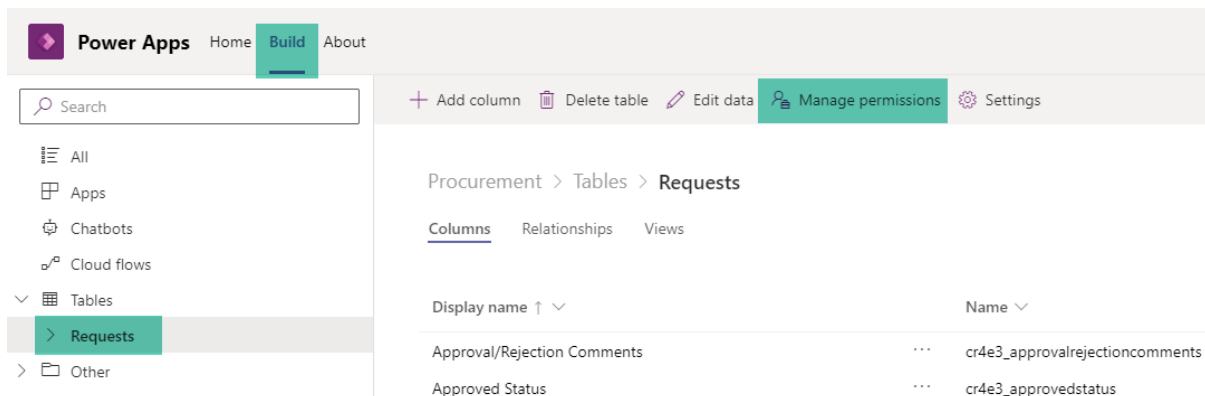 Power Apps Home Build About
Search
Add column Delete table Edit data Manage permissions Settings
All
Apps
Chatbots
Cloud flows
Tables
Requests
Other
Procurement > Tables > Requests
Columns Relationships Views
Display name ↑ Name
Approval/Rejection Comments ... cr4e3_approvalrejectioncomments
Approved Status ... cr4e3_approvedstatus